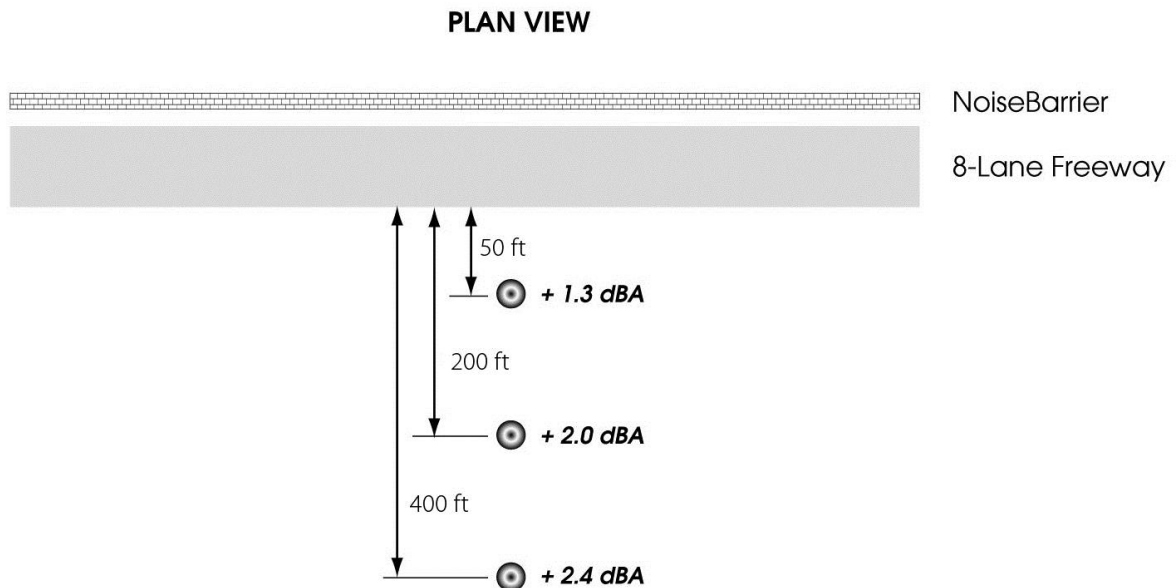 PLAN VIEW
NoiseBarrier
8-Lane Freeway
50 ft
+ 1.3 dBA
200 ft
+ 2.0 dBA
400 ft
+ 2.4 dBA